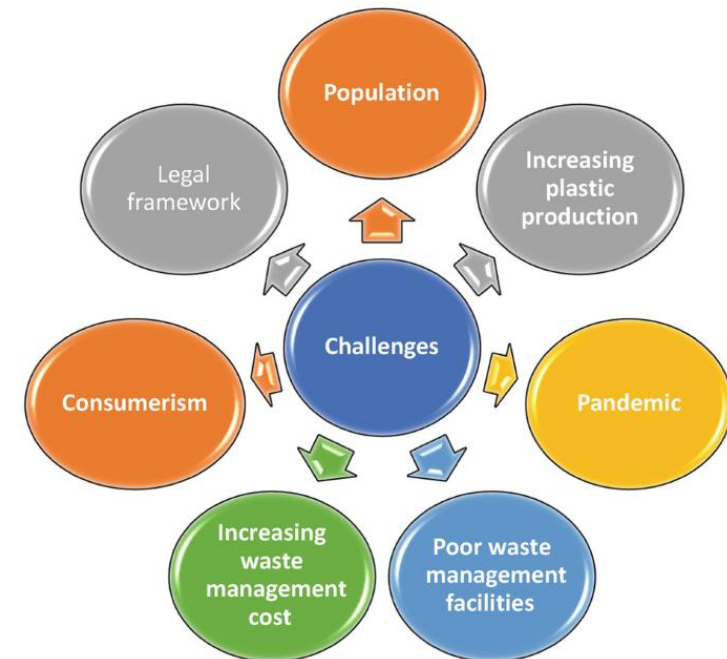 Population
Legal
framework
Increasing
plastic
production
Challenges
Consumerism
Pandemic
Increasing
waste
management
cost
Poor waste
management
facilities